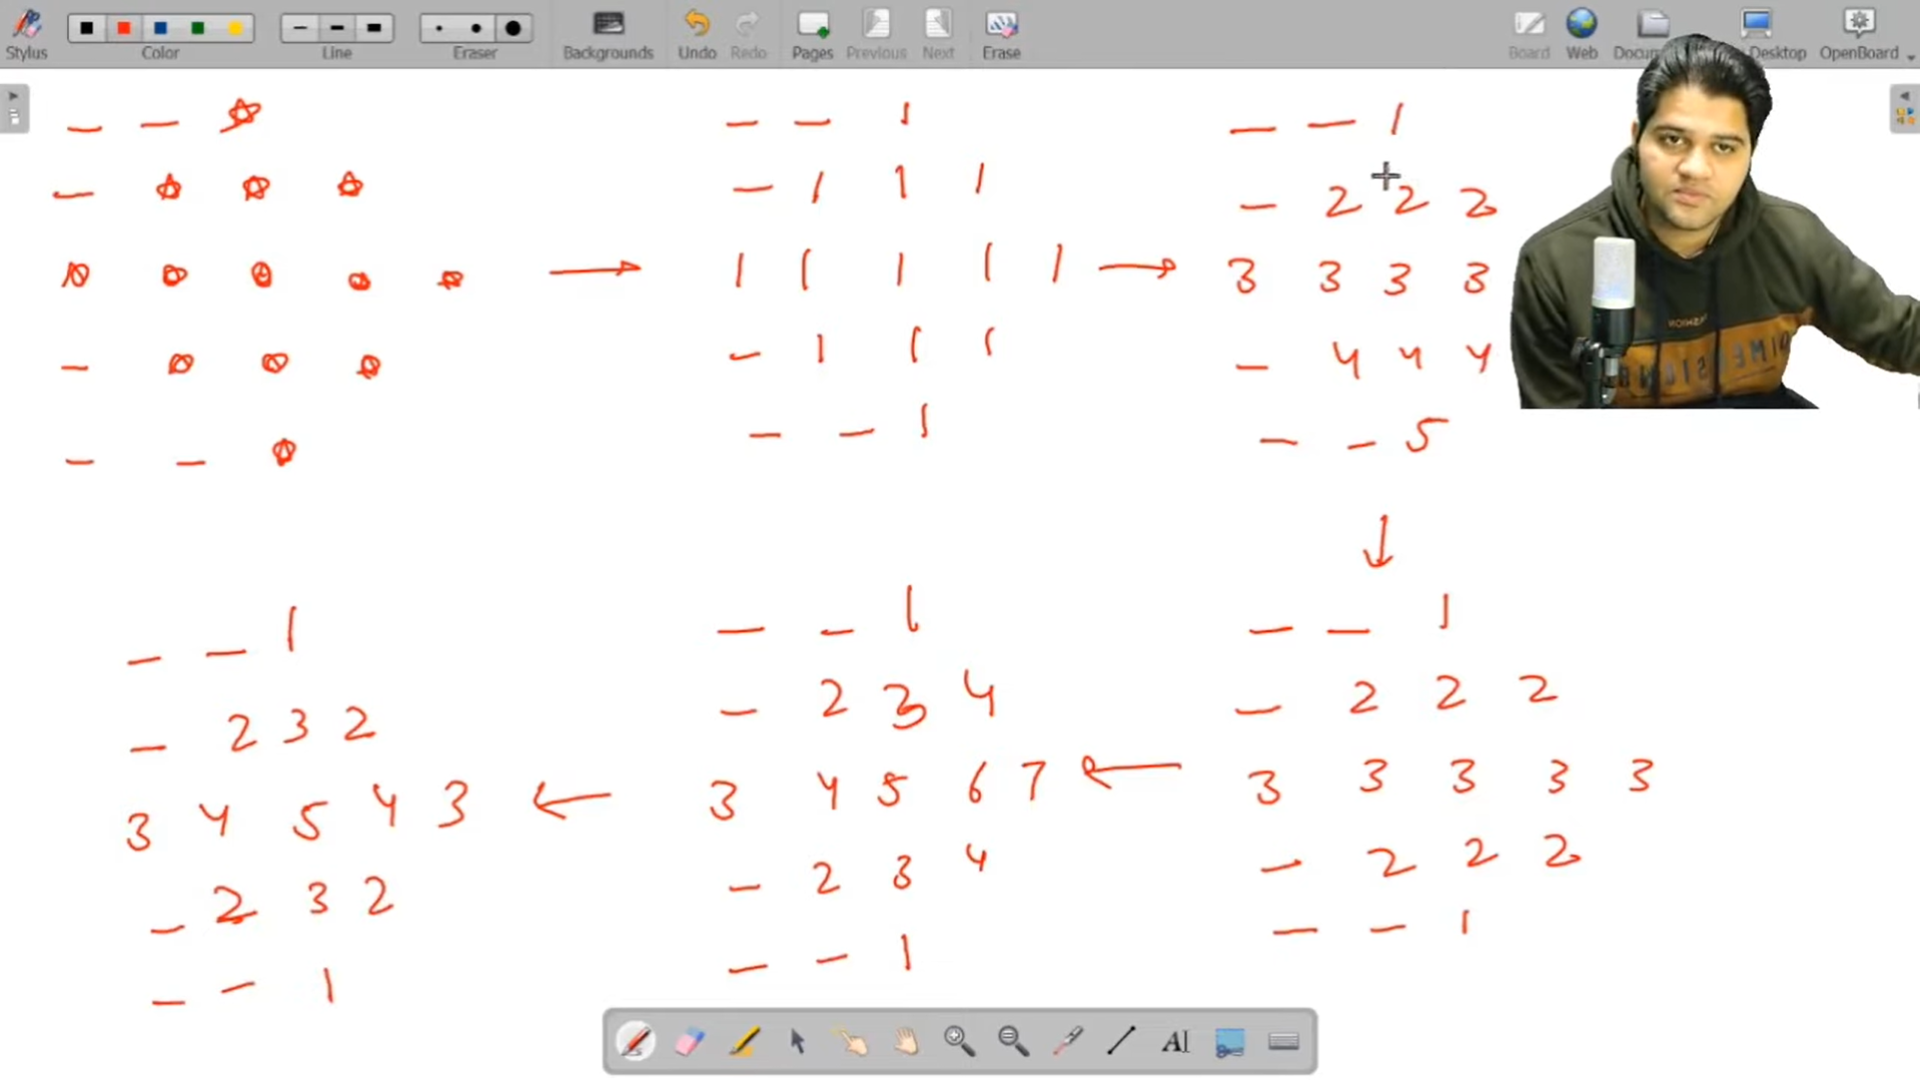 Stylus Color Line Eraser Backgrounds Undo Redo Pages Previous Next Erase Board Web Desktop OpenBoard
_ _ ☆
_ ☆ ☆ ☆
☆ ☆ ☆ ☆ ☆ →
_ ☆ ☆ ☆
_ _ ☆
_ _ 1
_ 1 1 1
1 1 1 1 1 →
_ 1 1 1
_ _ 1
_ _ 1
_ 2 2 2
3 3 3 3
_ 4 4 4
_ _ 5
↓
_ _ 1
_ 2 2 2
3 3 3 3 3
_ 2 2 2
_ _ 1
←
_ _ 1
_ 2 3 4
3 4 5 6 7
_ 2 3 4
_ _ 1
←
_ _ 1
_ 2 3 2
3 4 5 4 3
_ 2 3 2
_ _ 1
AI